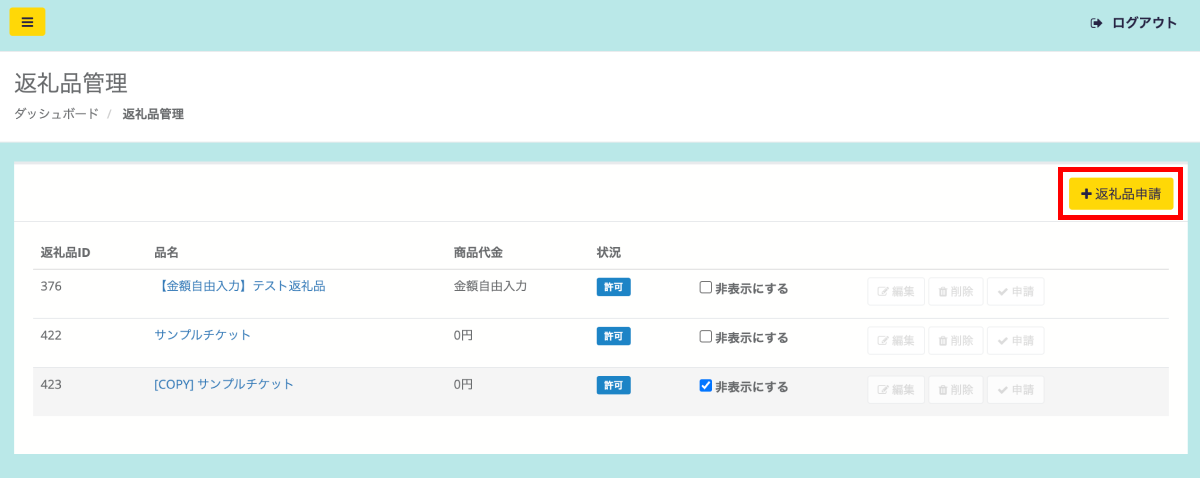 ログアウト
返礼品管理
ダッシュボード / 返礼品管理
返礼品申請
返礼品ID 品名 商品代金 状況
376 【金額自由入力】テスト返礼品 金額自由入力 許可 非表示にする 編集 削除 申請
422 サンプルチケット 0円 許可 非表示にする 編集 削除 申請
423 [COPY] サンプルチケット 0円 許可 非表示にする 編集 削除 申請